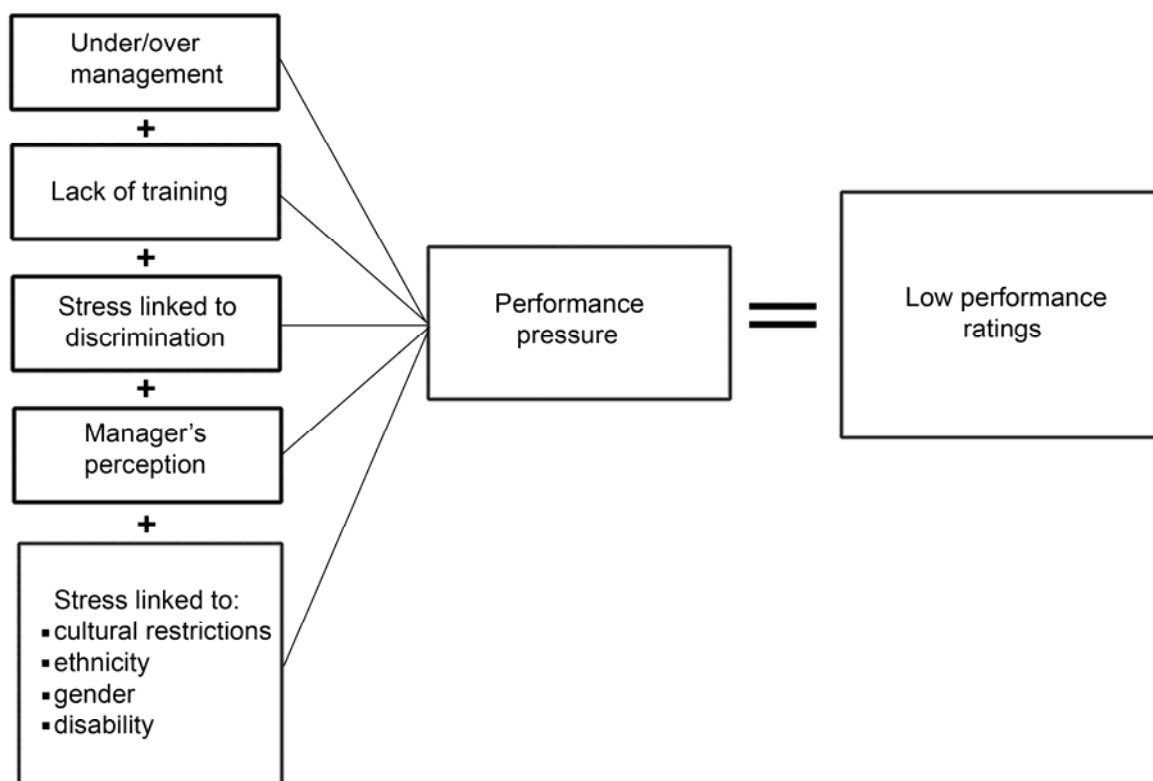 Under/over
management
+
Lack of training
+
Stress linked to
discrimination
+
Manager’s
perception
+
Stress linked to:
▪cultural restrictions
▪ethnicity
▪gender
▪disability
Performance
pressure
=
Low performance
ratings